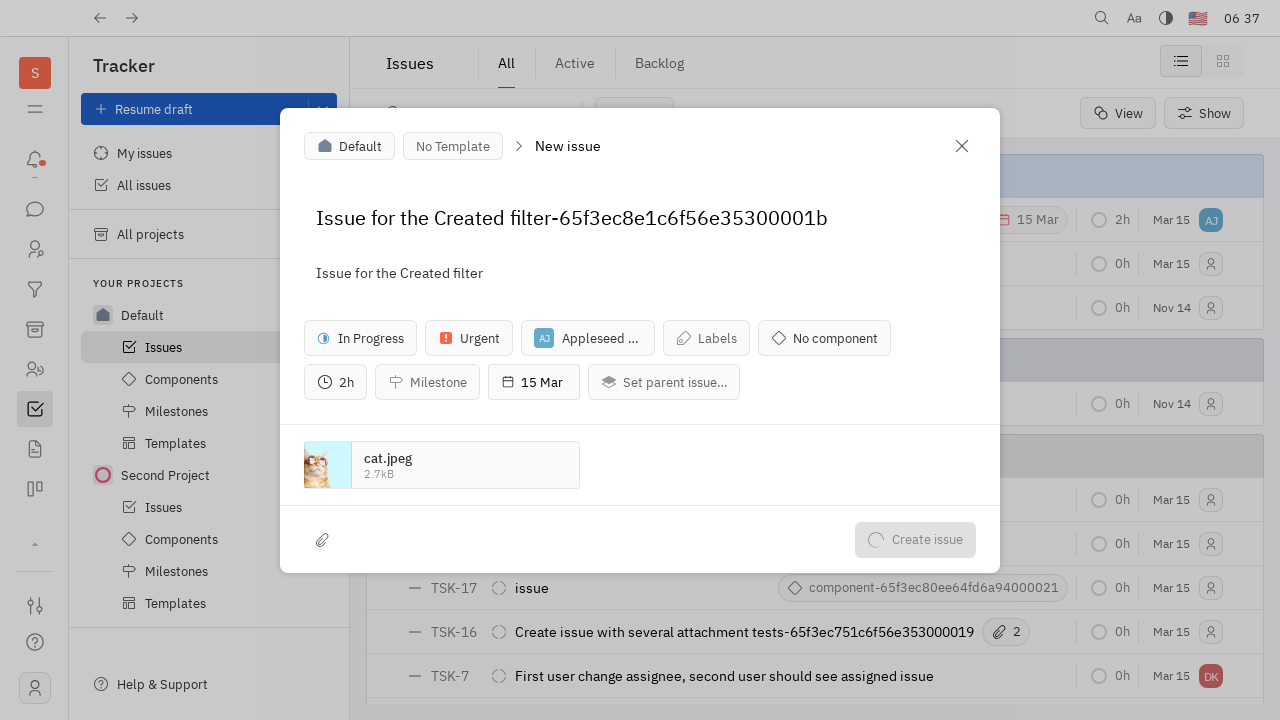 Aa
06 37
S
Tracker
Resume draft
My issues
All issues
All projects
YOUR PROJECTS
Default
Issues
Components
Milestones
Templates
Second Project
Issues
Components
Milestones
Templates
Help & Support
Issues
All
Active
Backlog
View
Show
15 Mar
2h
Mar 15
AJ
0h
Mar 15
0h
Nov 14
0h
Nov 14
0h
Mar 15
0h
Mar 15
TSK-17
issue
component-65f3ec80ee64fd6a94000021
0h
Mar 15
TSK-16
Create issue with several attachment tests-65f3ec751c6f56e353000019
2
0h
Mar 15
TSK-7
First user change assignee, second user should see assigned issue
0h
Mar 15
DK
Default
No Template
New issue
Issue for the Created filter-65f3ec8e1c6f56e35300001b
Issue for the Created filter
In Progress
Urgent
AJ
Appleseed ...
Labels
No component
2h
Milestone
15 Mar
Set parent issue...
cat.jpeg
2.7kB
Create issue